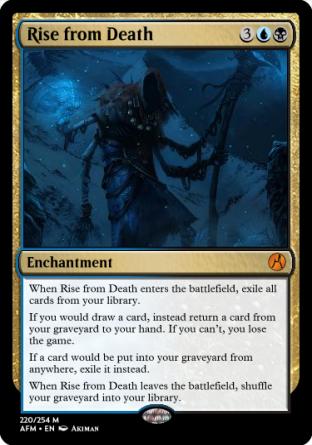 Rise from Death 3
Enchantment
When Rise from Death enters the battlefield, exile all
cards from your library.
If you would draw a card, instead return a card from
your graveyard to your hand. If you can't, you lose
the game.
If a card would be put into your graveyard from
anywhere, exile it instead.
When Rise from Death leaves the battlefield, shuffle
your graveyard into your library.
220/254 M
AFM • EN Akiman